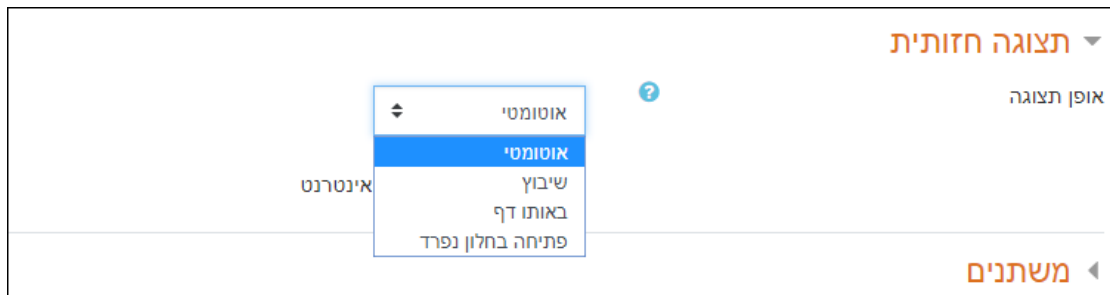 תצוגה חזותית
אופן תצוגה
אוטומטי
אוטומטי
שיבוץ
אינטרנט
באותו דף
פתיחה בחלון נפרד
משתנים